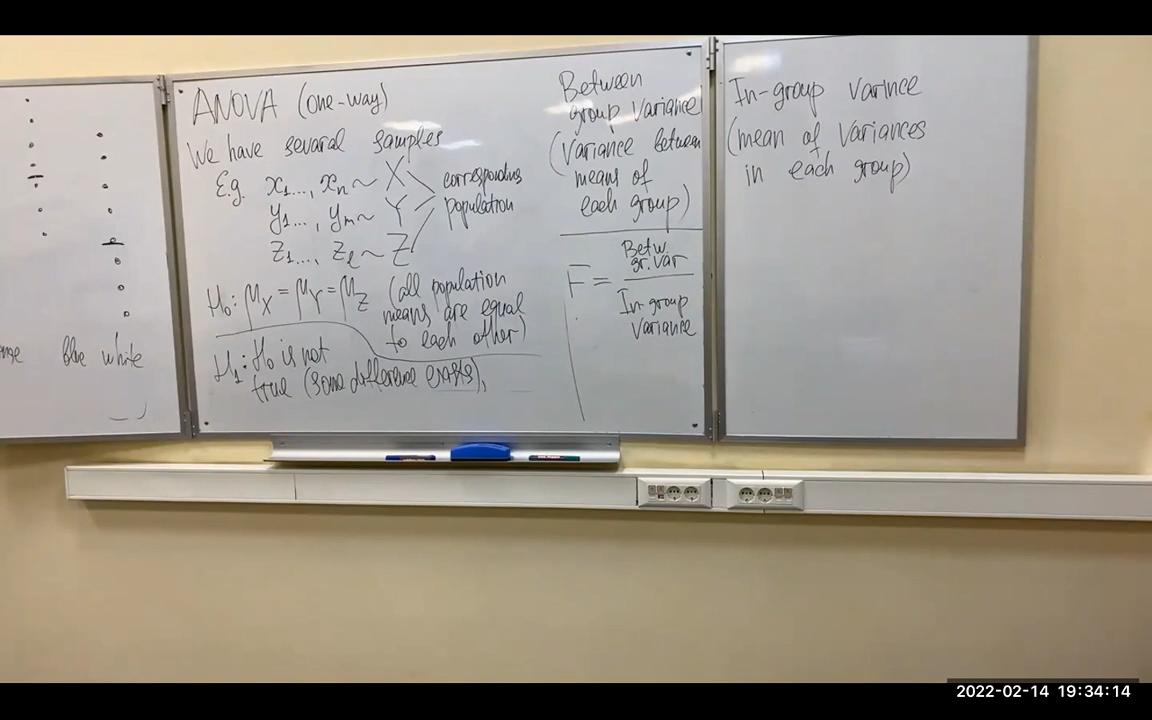 blue white
ANOVA (one-way)
We have several samples
E.g. x₁..., xₙ ~ X
y₁..., yₘ ~ Y
z₁..., zℓ ~ Z
population
H₀: μX = μY = μZ (all population
means are equal
to each other)
H₁: H₀ is not
true (some difference exists),
Between
group variance
(variance between
means of
each group)
F = Betw. gr. var / In-group variance
In-group varince
(mean of variances
in each group)
2022-02-14 19:34:14